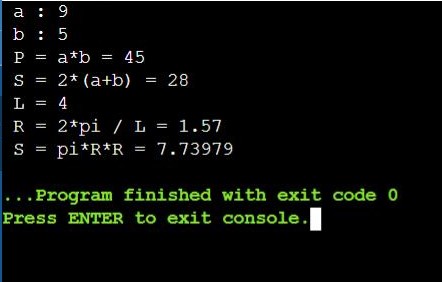 a : 9
b : 5
P = a*b = 45
S = 2*(a+b) = 28
L = 4
R = 2*pi / L = 1.57
S = pi*R*R = 7.73979
...Program finished with exit code 0
Press ENTER to exit console.